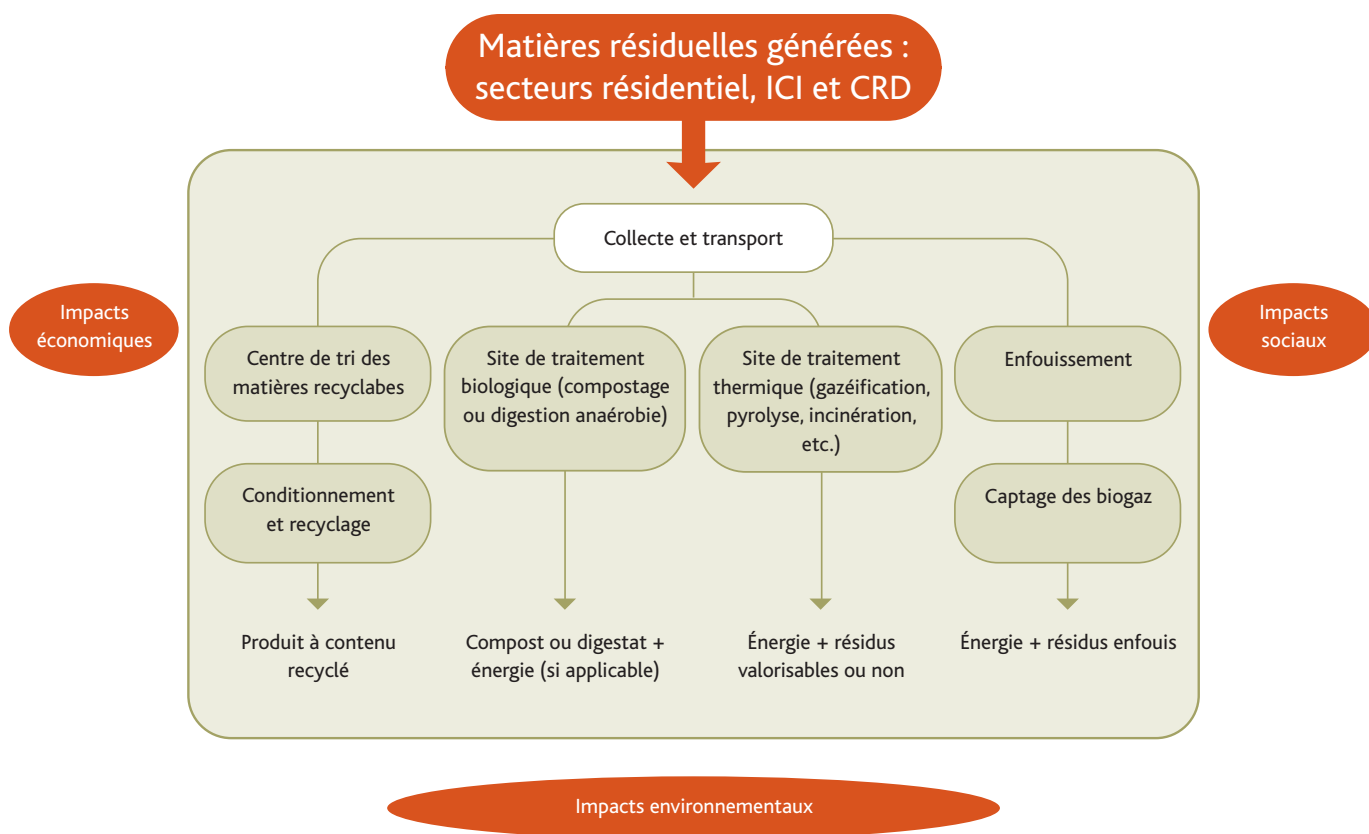 Matières résiduelles générées :
secteurs résidentiel, ICI et CRD
Collecte et transport
Impacts
économiques
Impacts
sociaux
Centre de tri des
matières recyclabes
Site de traitement
biologique (compostage
ou digestion anaérobie)
Site de traitement
thermique (gazéification,
pyrolyse, incinération,
etc.)
Enfouissement
Conditionnement
et recyclage
Captage des biogaz
Produit à contenu
recyclé
Compost ou digestat +
énergie (si applicable)
Énergie + résidus
valorisables ou non
Énergie + résidus enfouis
Impacts environnementaux